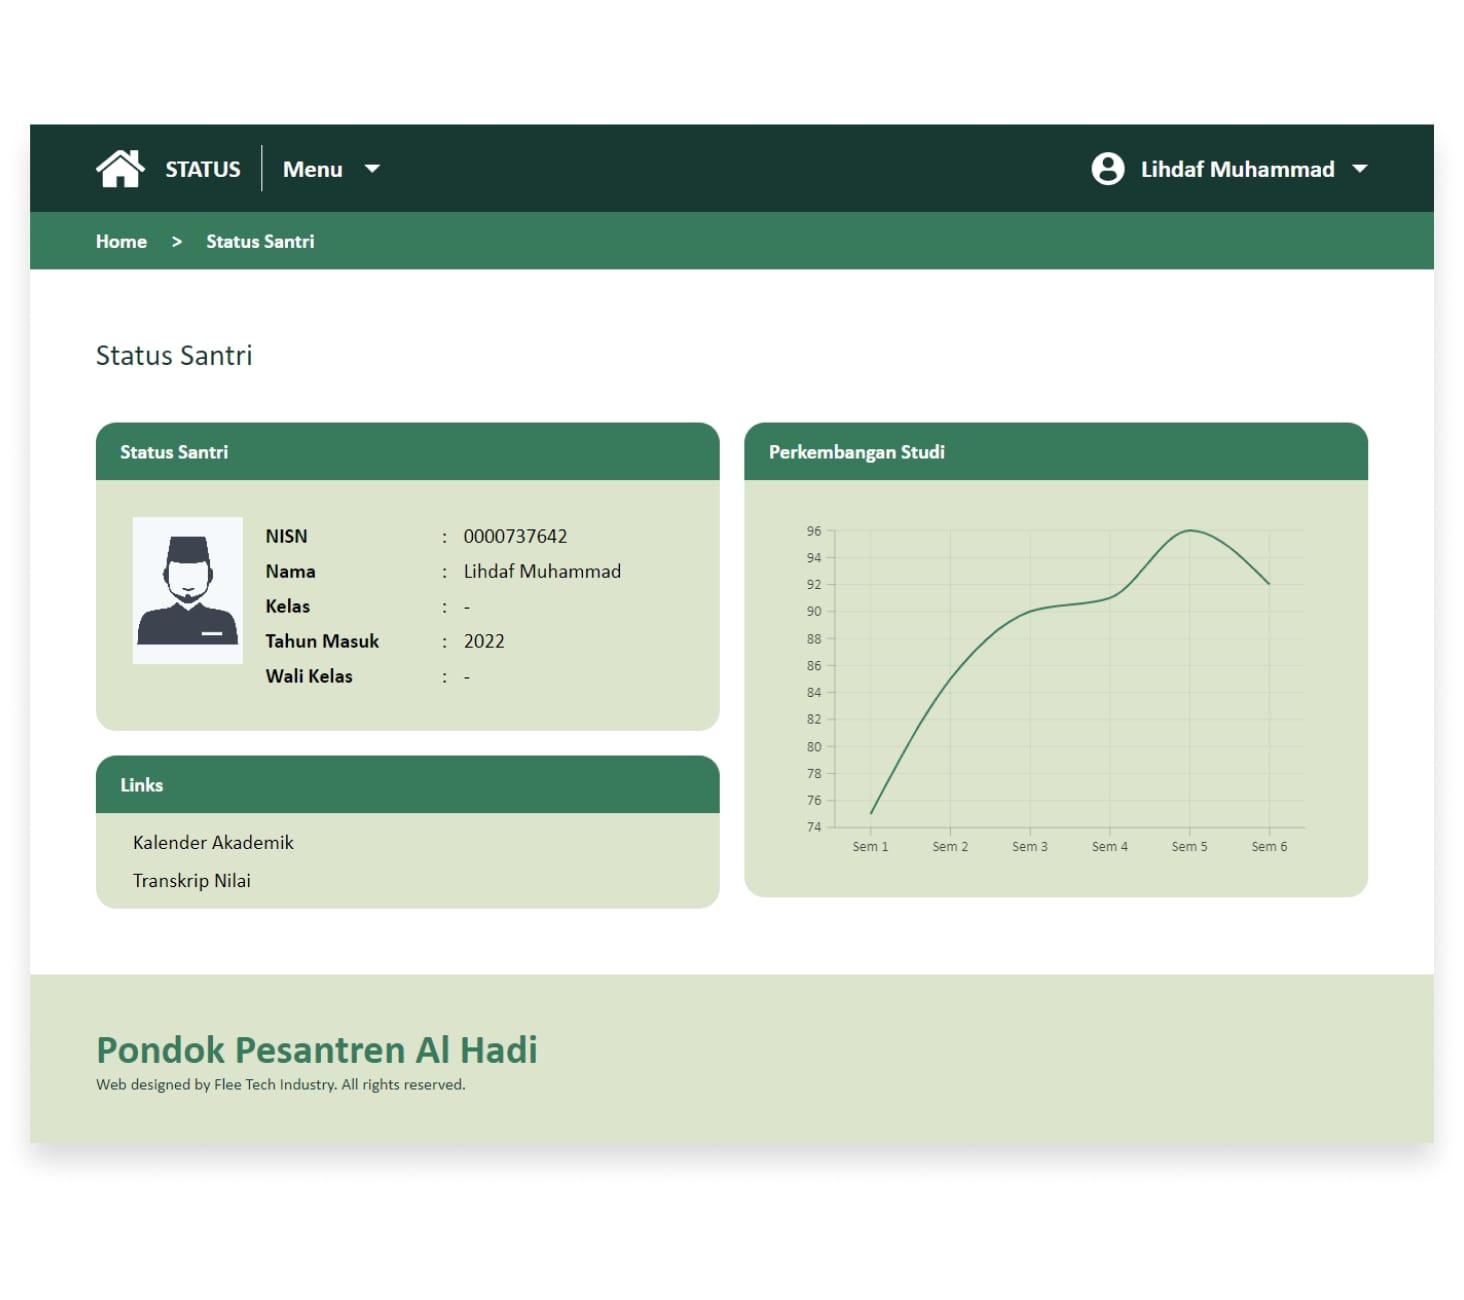 STATUS Menu Lihdaf Muhammad
Home > Status Santri
Status Santri
Status Santri
NISN : 0000737642
Nama : Lihdaf Muhammad
Kelas : -
Tahun Masuk : 2022
Wali Kelas : -
Links
Kalender Akademik
Transkrip Nilai
Perkembangan Studi
96
94
92
90
88
86
84
82
80
78
76
74
Sem 1 Sem 2 Sem 3 Sem 4 Sem 5 Sem 6
Pondok Pesantren Al Hadi
Web designed by Flee Tech Industry. All rights reserved.